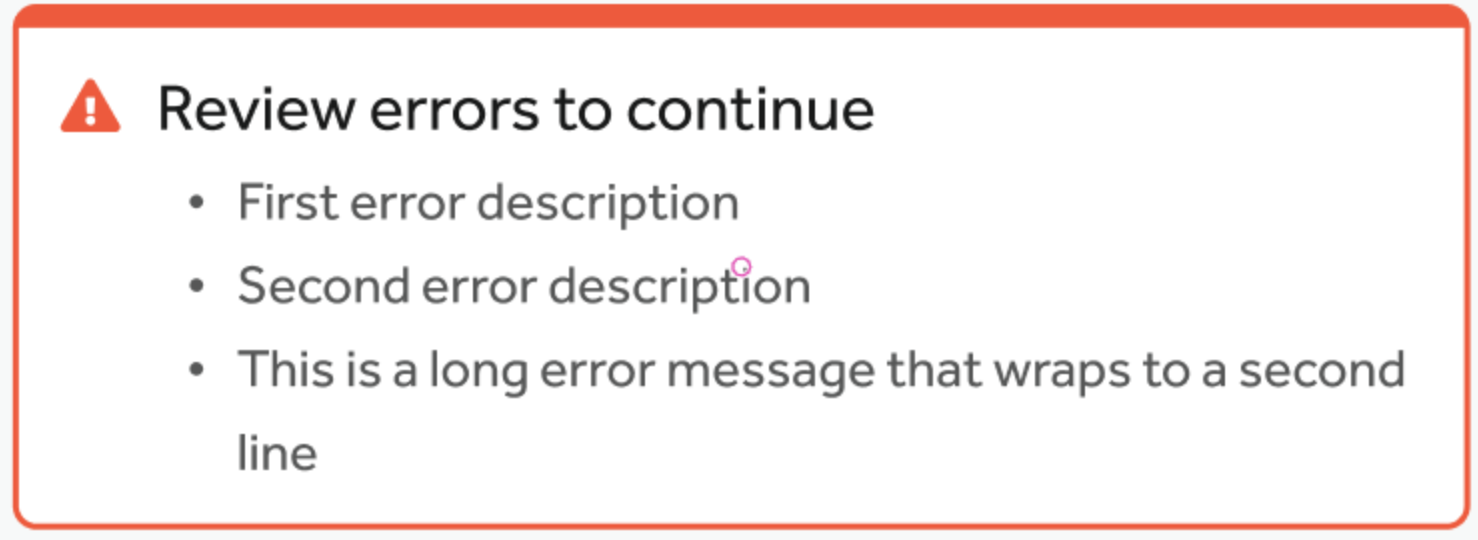 Review errors to continue
• First error description
• Second error description
• This is a long error message that wraps to a second
line